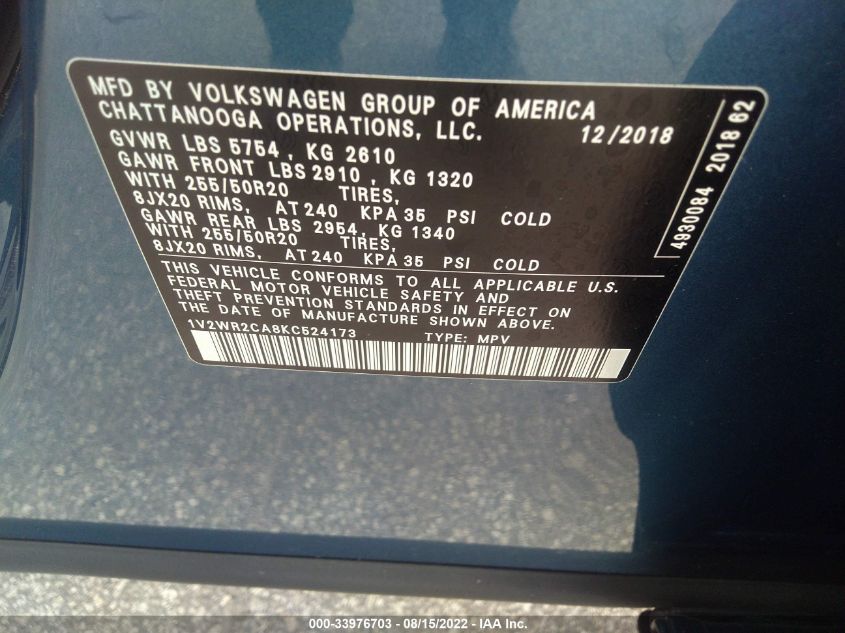 MFD BY VOLKSWAGEN GROUP OF AMERICA
CHATTANOOGA OPERATIONS, LLC.
12/2018
GVWR LBS 5754, KG 2610
GAWR FRONT LBS 2910, KG 1320
WITH 255/50R20 TIRES,
8JX20 RIMS, AT 240 KPA 35 PSI COLD
GAWR REAR LBS 2954, KG 1340
WITH 255/50R20 TIRES,
8JX20 RIMS, AT 240 KPA 35 PSI COLD
THIS VEHICLE CONFORMS TO ALL APPLICABLE U.S.
FEDERAL MOTOR VEHICLE SAFETY AND
THEFT PREVENTION STANDARDS IN EFFECT ON
THE DATE OF MANUFACTURE SHOWN ABOVE.
1V2WR2CA8KC524173 TYPE: MPV
4930084 2018 62
000-33976703 - 08/15/2022 - IAA Inc.